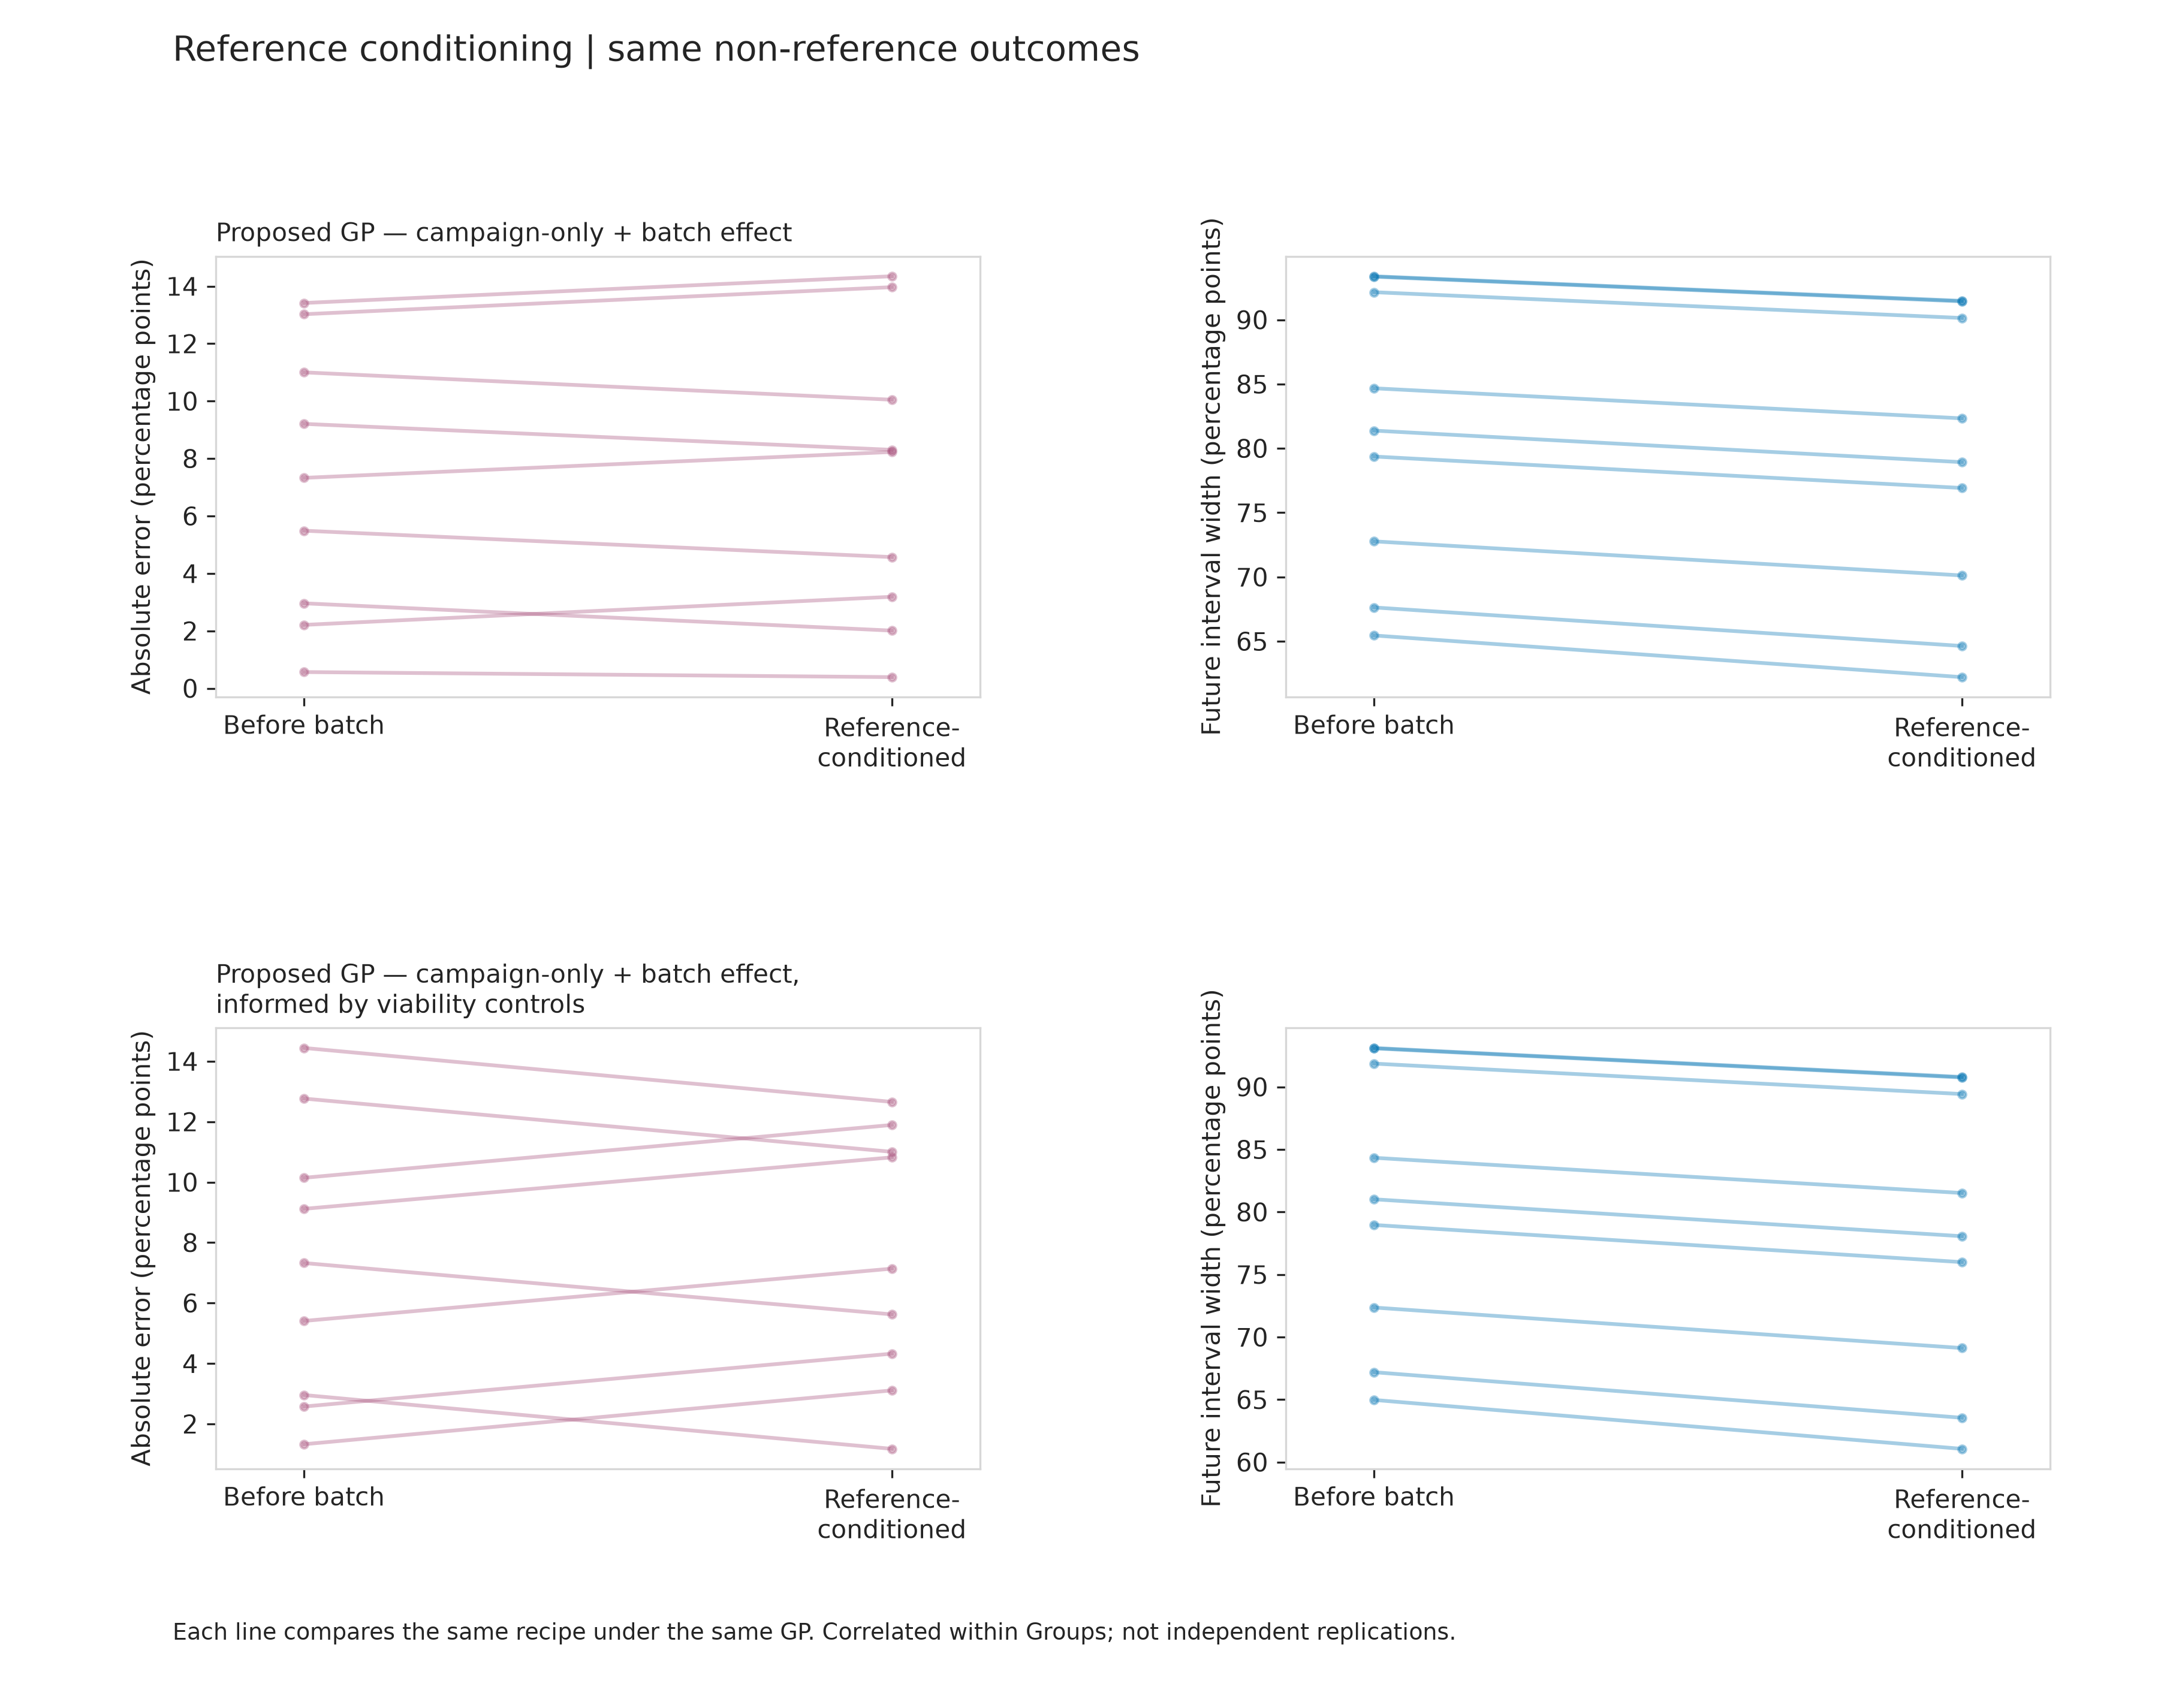 Reference conditioning | same non-reference outcomes
Proposed GP — campaign-only + batch effect
Absolute error (percentage points)
14
12
10
8
6
4
2
0
Before batch
Reference-
conditioned
Future interval width (percentage points)
90
85
80
75
70
65
Before batch
Reference-
conditioned
Proposed GP — campaign-only + batch effect,
informed by viability controls
Absolute error (percentage points)
14
12
10
8
6
4
2
Before batch
Reference-
conditioned
Future interval width (percentage points)
90
85
80
75
70
65
60
Before batch
Reference-
conditioned
Each line compares the same recipe under the same GP. Correlated within Groups; not independent replications.